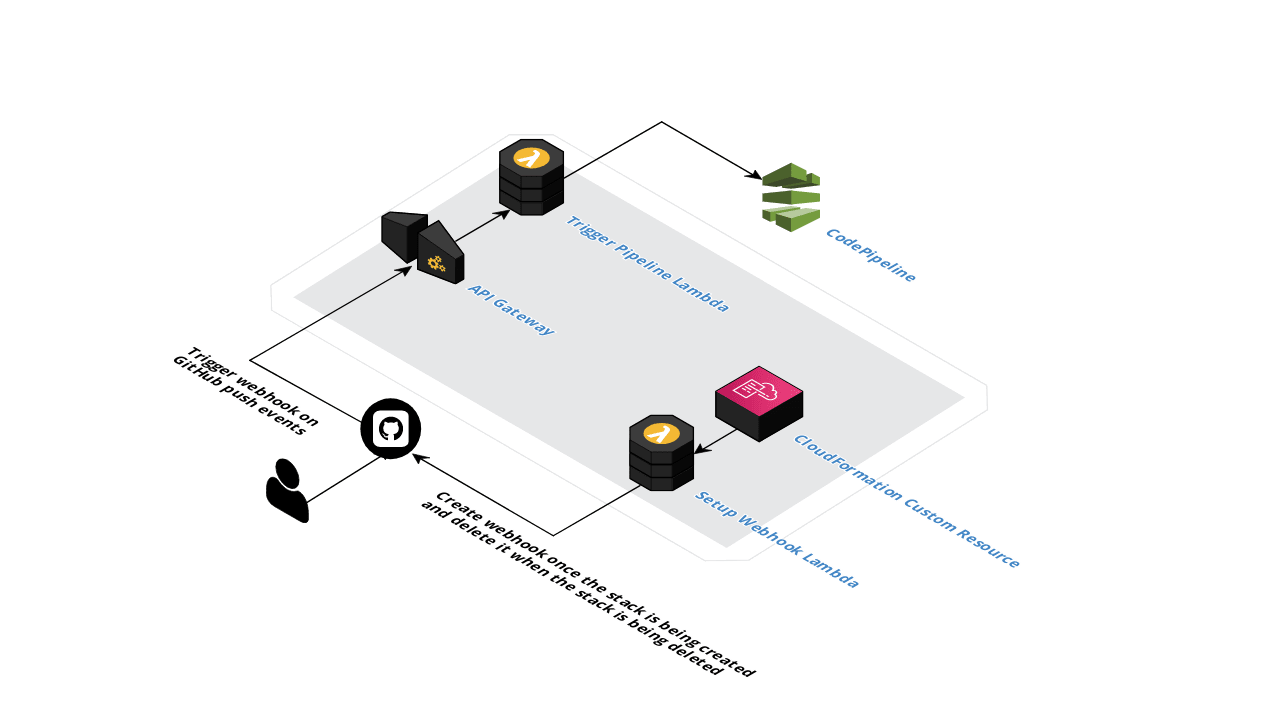 Trigger Pipeline Lambda
CodePipeline
API Gateway
Trigger webhook on
GitHub push events
CloudFormation Custom Resource
Setup Webhook Lambda
Create webhook once the stack is being created
and delete it when the stack is being deleted